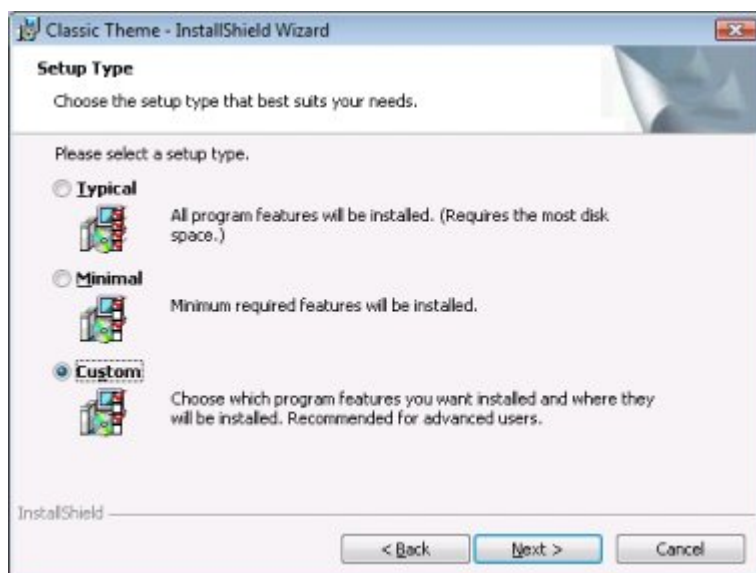 Classic Theme - InstallShield Wizard
Setup Type
Choose the setup type that best suits your needs.
Please select a setup type.
Typical
All program features will be installed. (Requires the most disk
space.)
Minimal
Minimum required features will be installed.
Custom
Choose which program features you want installed and where they
will be installed. Recommended for advanced users.
InstallShield
< Back Next > Cancel